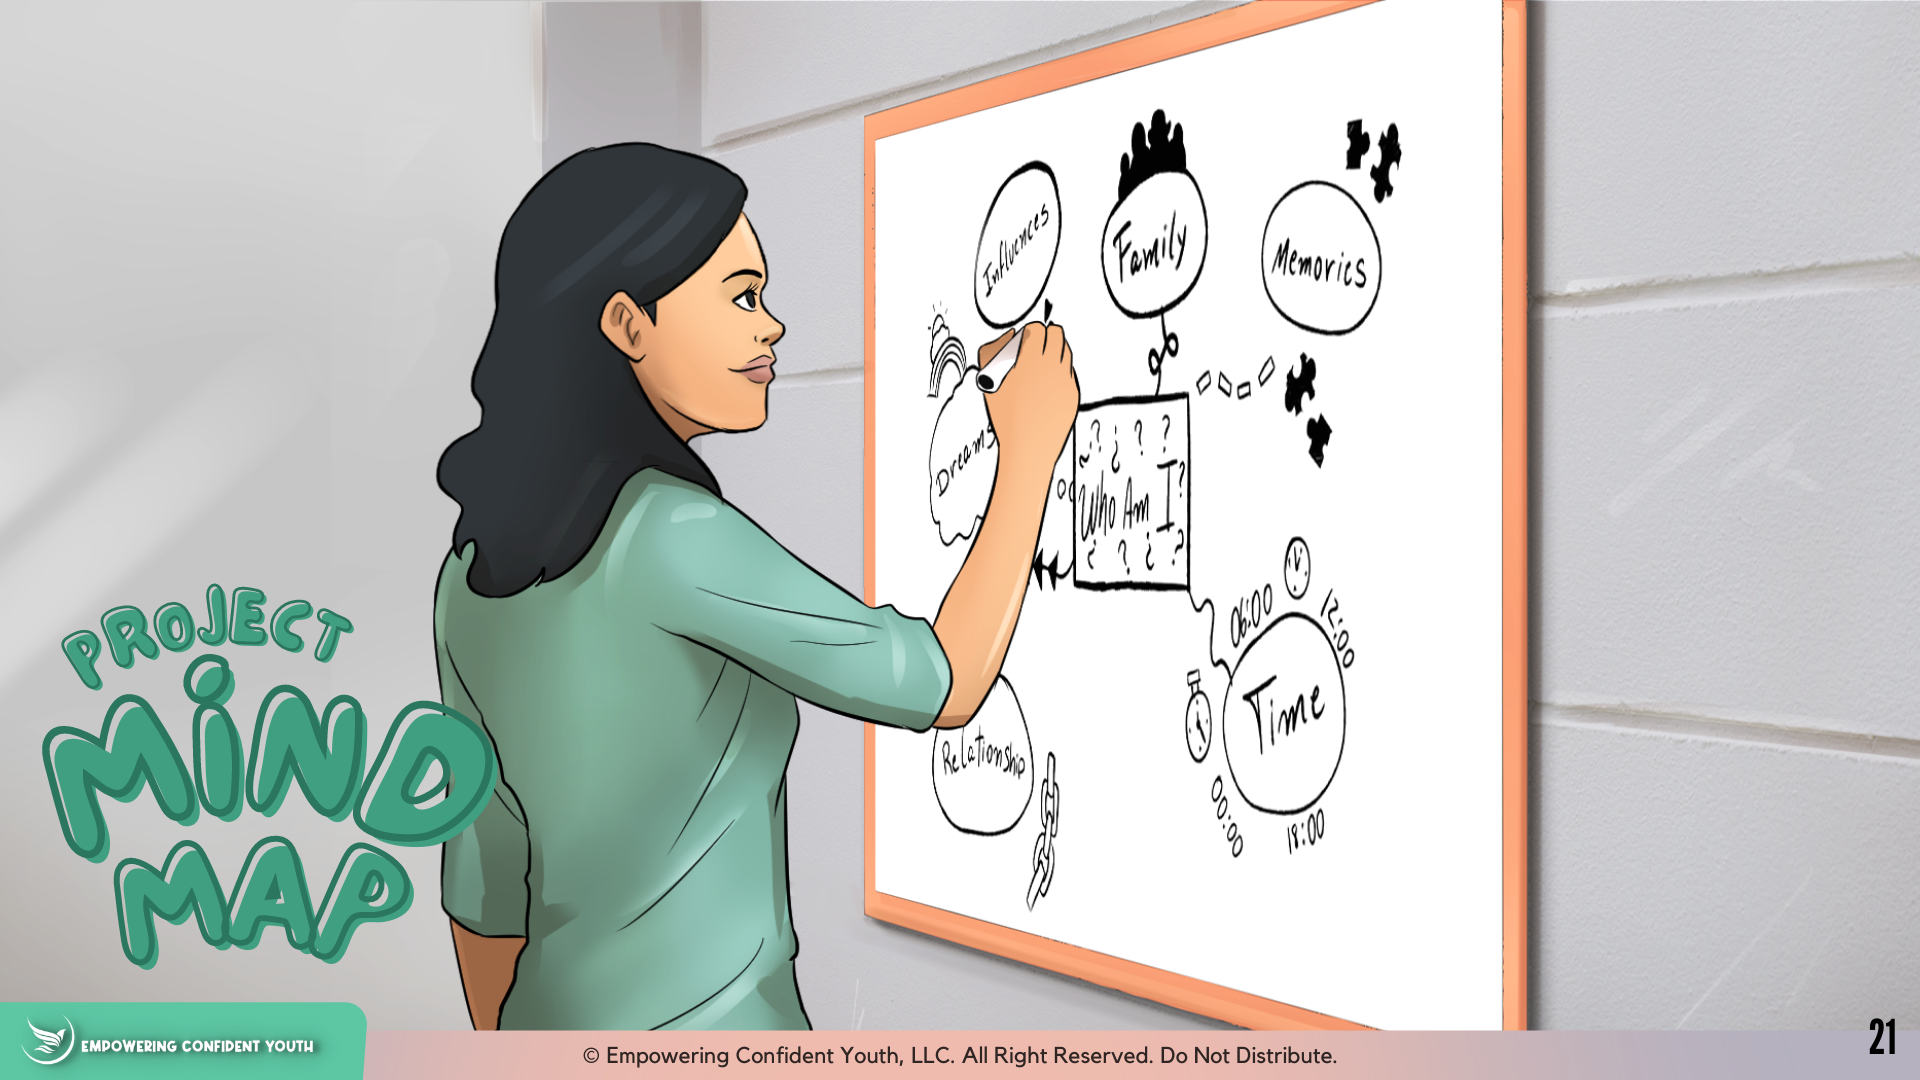 Influences
Family
Memories
Dreams
? ¿ ? ?
Who Am I?
¿ ? ¿ ?
Relationship
06:00
12:00
Time
00:00
18:00
PROJECT
MiND
MAP
EMPOWERING CONFIDENT YOUTH
© Empowering Confident Youth, LLC. All Right Reserved. Do Not Distribute.
21